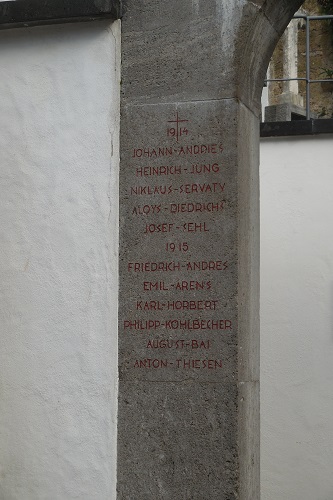 1914
JOHANN-ANDRIES
HEINRICH-JUNG
NIKLAUS-SERVATY
ALOYS-DIEDRICHS
JOSEF-SEHL
1915
FRIEDRICH-ANDRES
EMIL-ARENS
KARL-HORBERT
PHILIPP-KOHLBECHER
AUGUST-BAI
ANTON-THIESEN